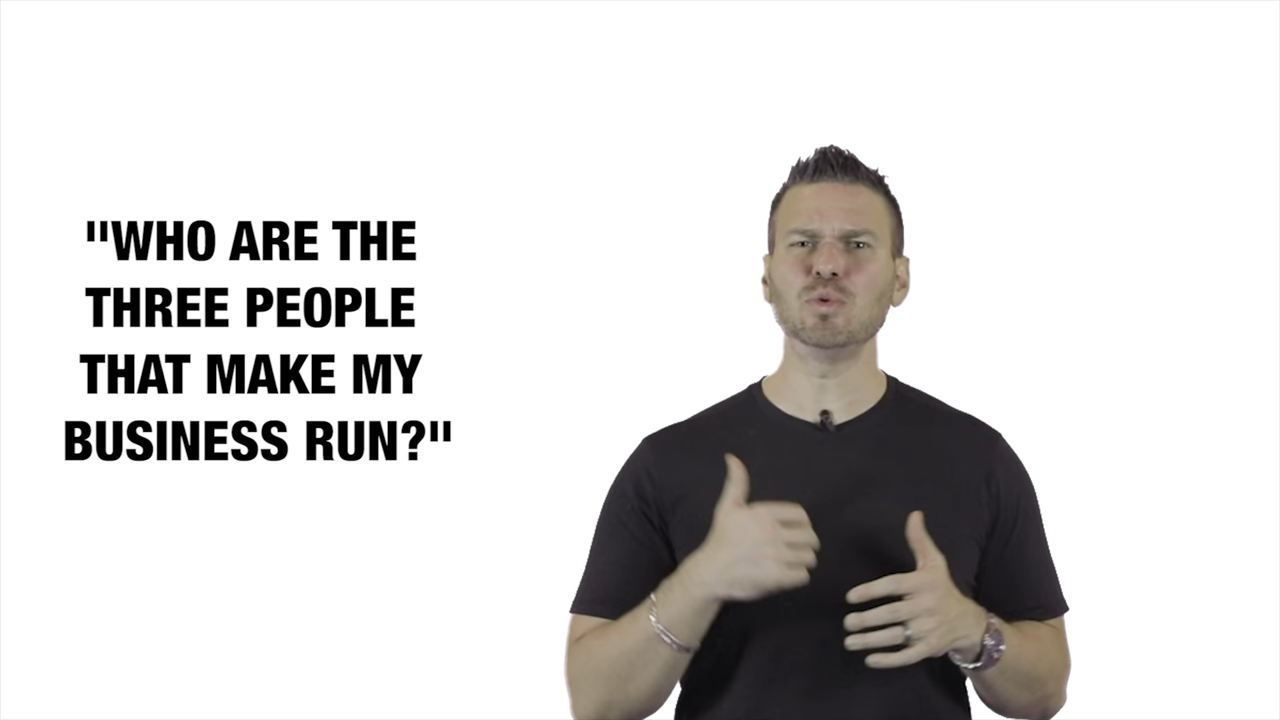 "WHO ARE THE
THREE PEOPLE
THAT MAKE MY
BUSINESS RUN?"